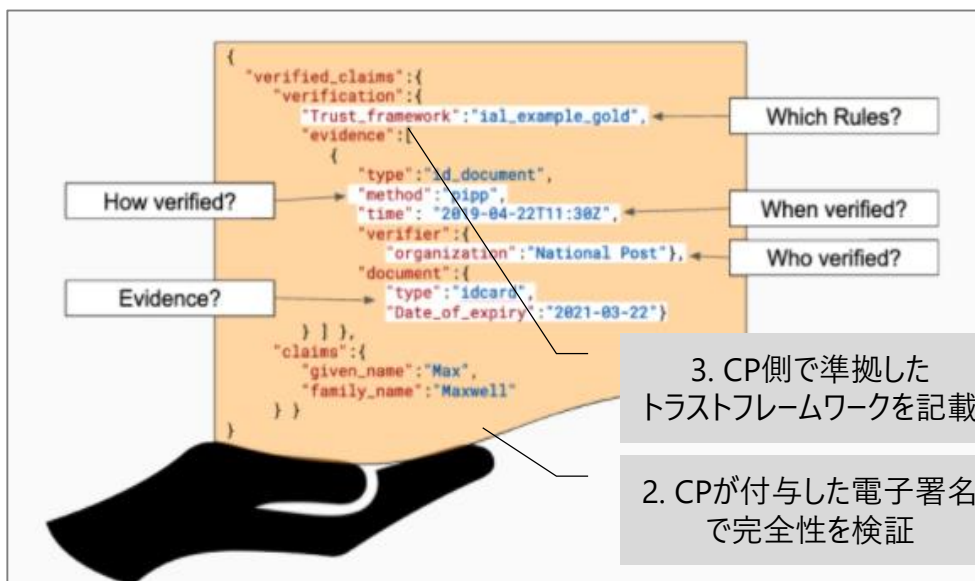 {
"verified_claims":{
"verification":{
"Trust_framework":"ial_example_gold",
Which Rules?
"evidence":[
{
"type":"id_document",
How verified?
"method":"pipp",
"time": "2019-04-22T11:30Z",
When verified?
"verifier":{
"organization":"National Post"},
Who verified?
"document":{
Evidence?
"type":"idcard",
"Date_of_expiry":"2021-03-22"}
} ] },
"claims":{
"given_name":"Max",
"family_name":"Maxwell"
} }
}
3. CP側で準拠した
トラストフレームワークを記載
2. CPが付与した電子署名
で完全性を検証